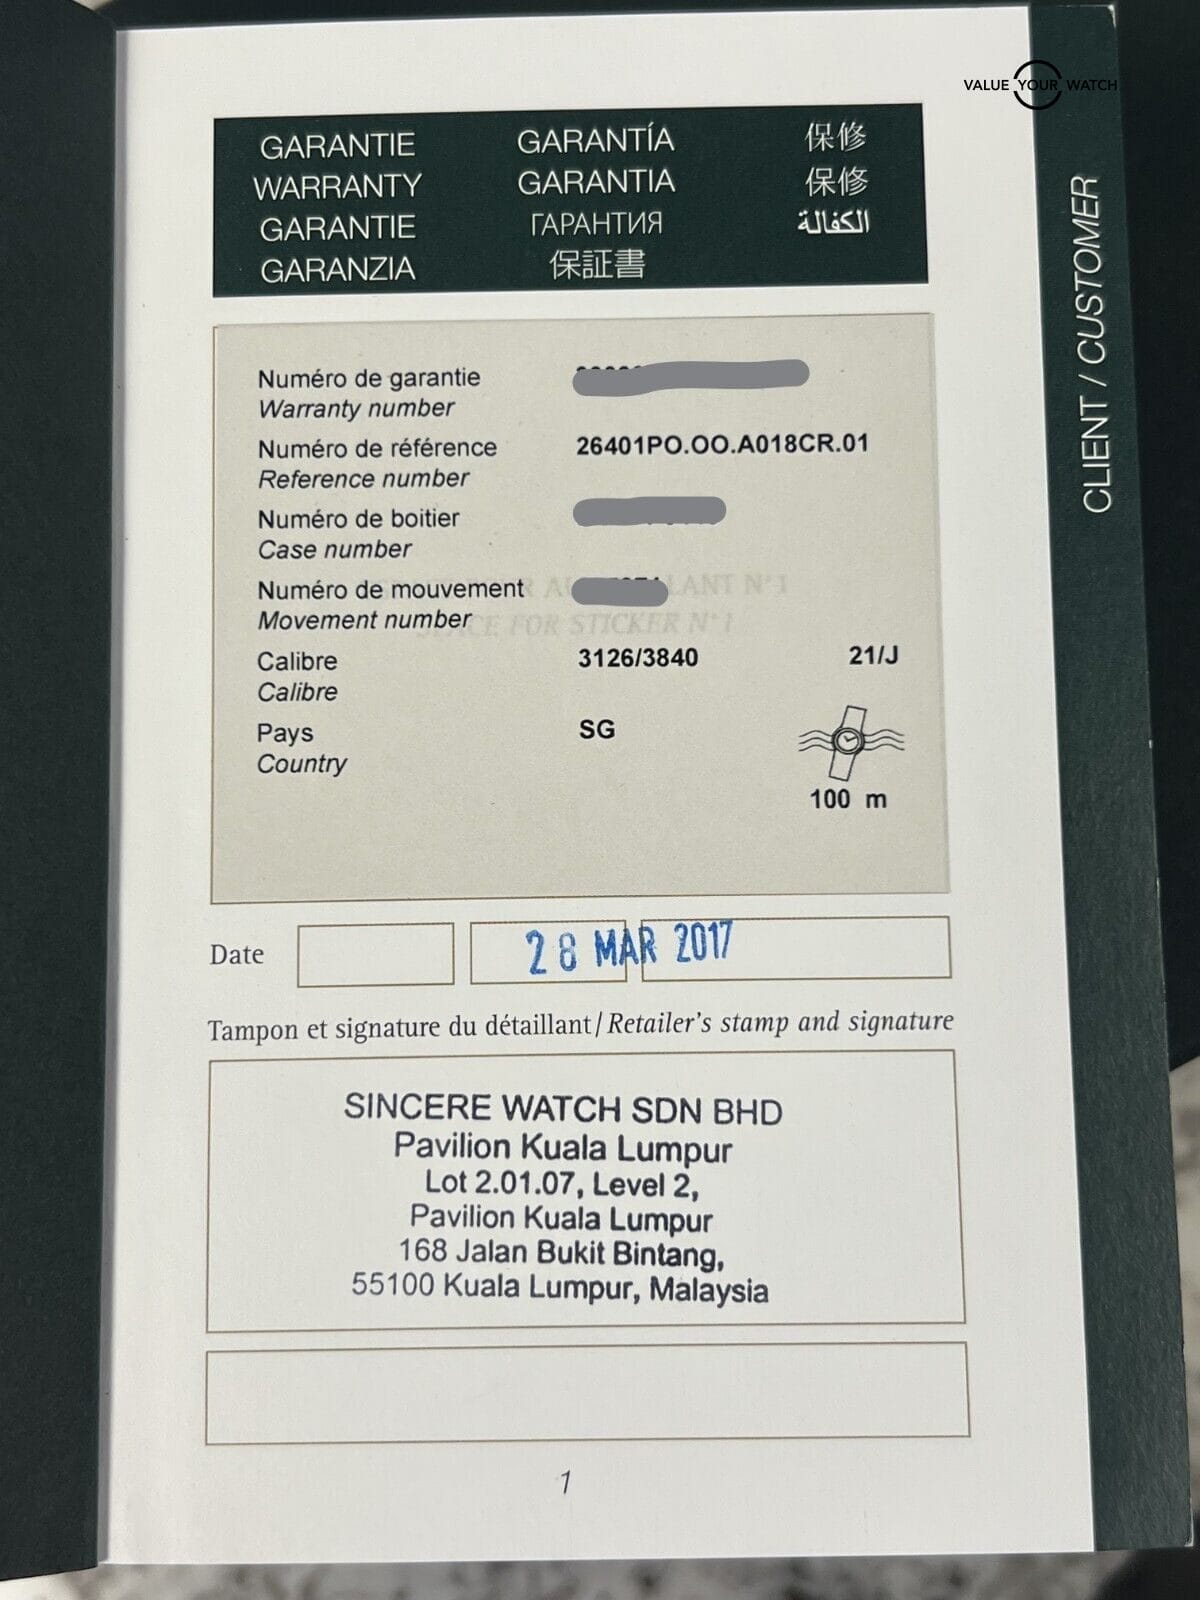 VALUE YOUR WATCH
GARANTIE GARANTÍA 保修
WARRANTY GARANTIA 保修
GARANTIE ГАРАНТИЯ الكفالة
GARANZIA 保証書
CLIENT / CUSTOMER
Numéro de garantie
Warranty number
Numéro de référence 26401PO.OO.A018CR.01
Reference number
Numéro de boitier
Case number
Numéro de mouvement
Movement number
SPACE FOR STICKER N°1
Calibre 3126/3840 21/J
Calibre
Pays SG
Country
100 m
Date 28 MAR 2017
Tampon et signature du détaillant / Retailer's stamp and signature
SINCERE WATCH SDN BHD
Pavilion Kuala Lumpur
Lot 2.01.07, Level 2,
Pavilion Kuala Lumpur
168 Jalan Bukit Bintang,
55100 Kuala Lumpur, Malaysia
1